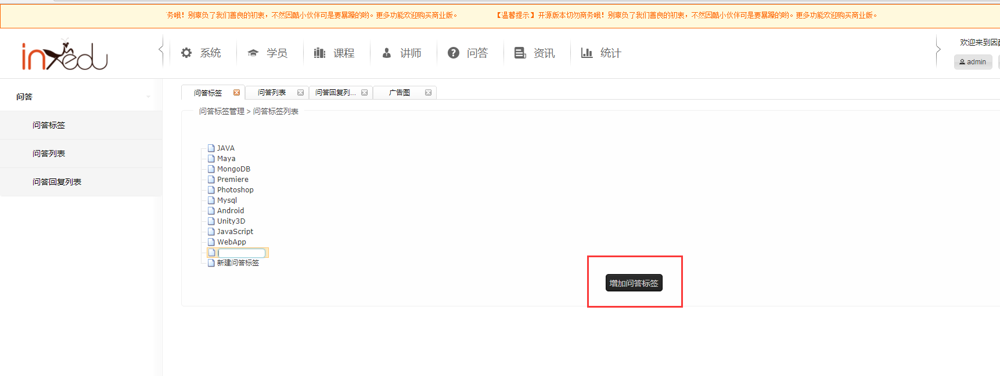 务哦！别辜负了我们善良的初衷，不然因酷小伙伴可是要暴躁的哟。更多功能欢迎购买商业版。 【温馨提示】开源版本切勿商务哦！别辜负了我们善良的初衷，不然因酷小伙伴可是要暴躁的哟。更多功能欢迎购买商业版。
inxedu
系统 学员 课程 讲师 问答 资讯 统计
欢迎来到因
admin
问答
问答标签
问答列表
问答回复列表
问答标签 问答列表 问答回复列... 广告图
问答标签管理 > 问答标签列表
JAVA
Maya
MongoDB
Premiere
Photoshop
Mysql
Android
Unity3D
JavaScript
WebApp
新建问答标签
增加问答标签